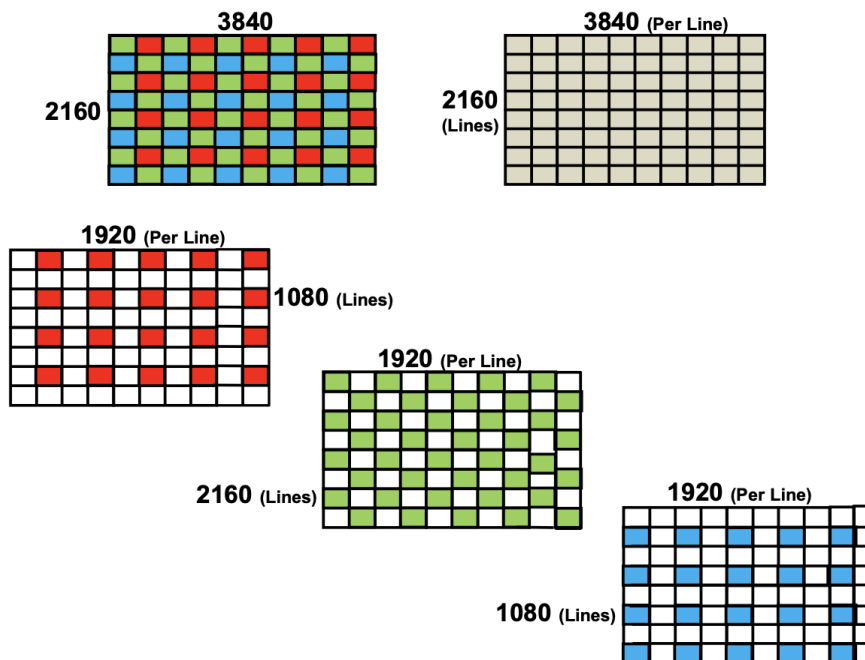 3840
2160
3840 (Per Line)
2160
(Lines)
1920 (Per Line)
1080 (Lines)
1920 (Per Line)
2160 (Lines)
1920 (Per Line)
1080 (Lines)